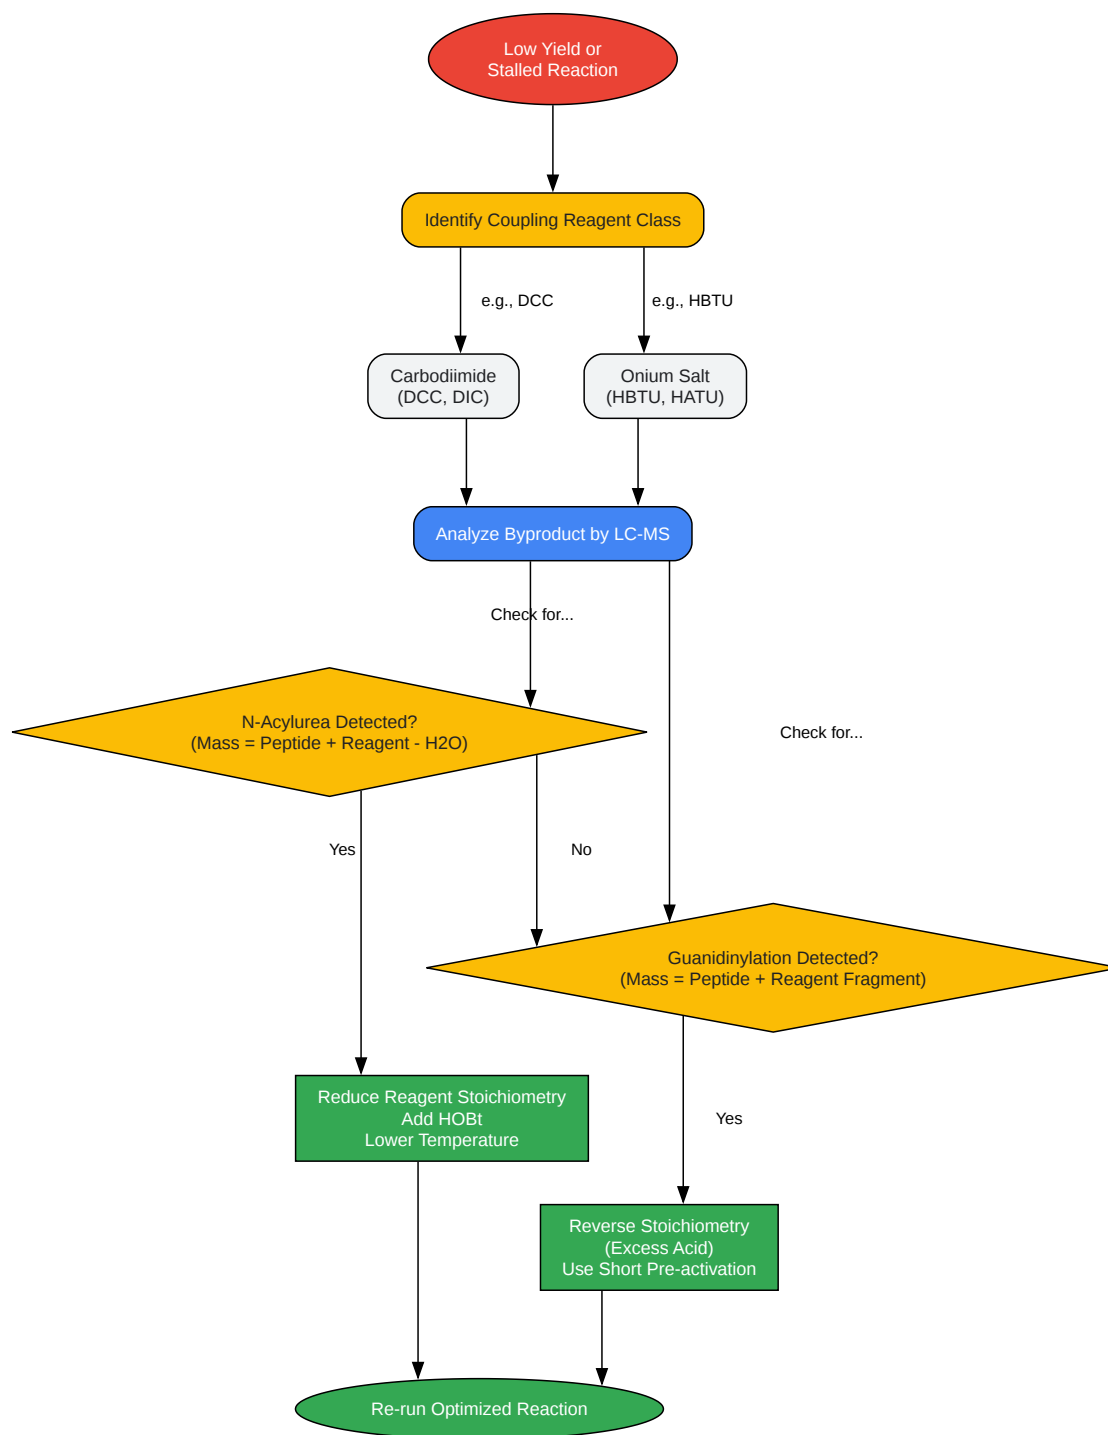 Low Yield or
Stalled Reaction
Identify Coupling Reagent Class
e.g., DCC
e.g., HBTU
Carbodiimide
(DCC, DIC)
Onium Salt
(HBTU, HATU)
Analyze Byproduct by LC-MS
Check for...
N-Acylurea Detected?
(Mass = Peptide + Reagent - H2O)
Check for...
Yes
No
Guanidinylation Detected?
(Mass = Peptide + Reagent Fragment)
Reduce Reagent Stoichiometry
Add HOBt
Lower Temperature
Yes
Reverse Stoichiometry
(Excess Acid)
Use Short Pre-activation
Re-run Optimized Reaction